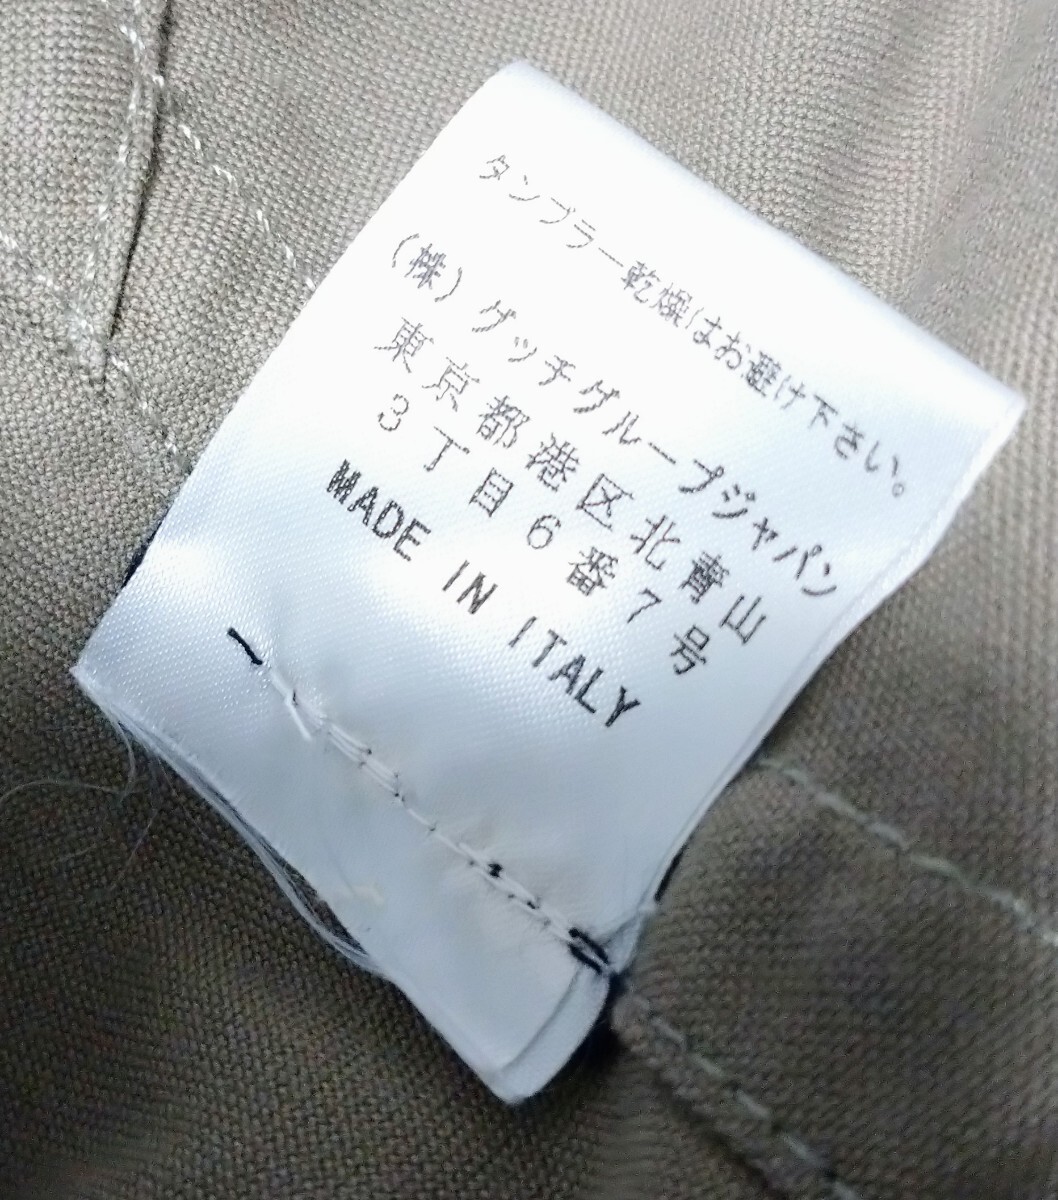 タンブラー乾燥はお避け下さい。
(株)グッチグループジャパン
東京都港区北青山
3丁目6番7号
MADE IN ITALY